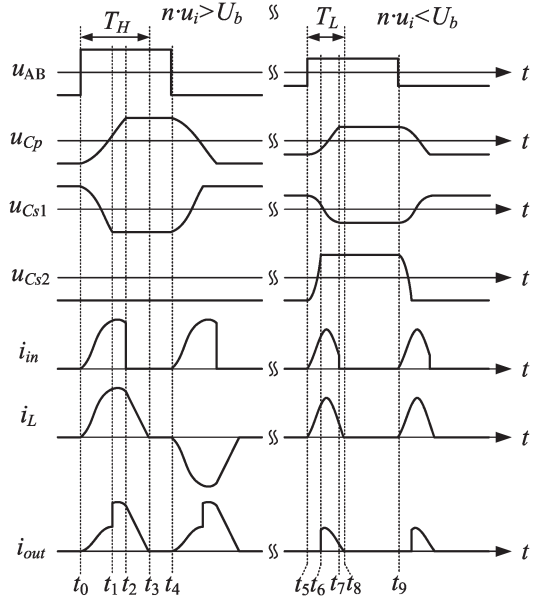 T_H n·u_i>U_b T_L n·u_i<U_b
u_AB t
u_Cp t
u_Cs1 t
u_Cs2 t
i_in t
i_L t
i_out t
t_0 t_1 t_2 t_3 t_4 t_5 t_6 t_7 t_8 t_9